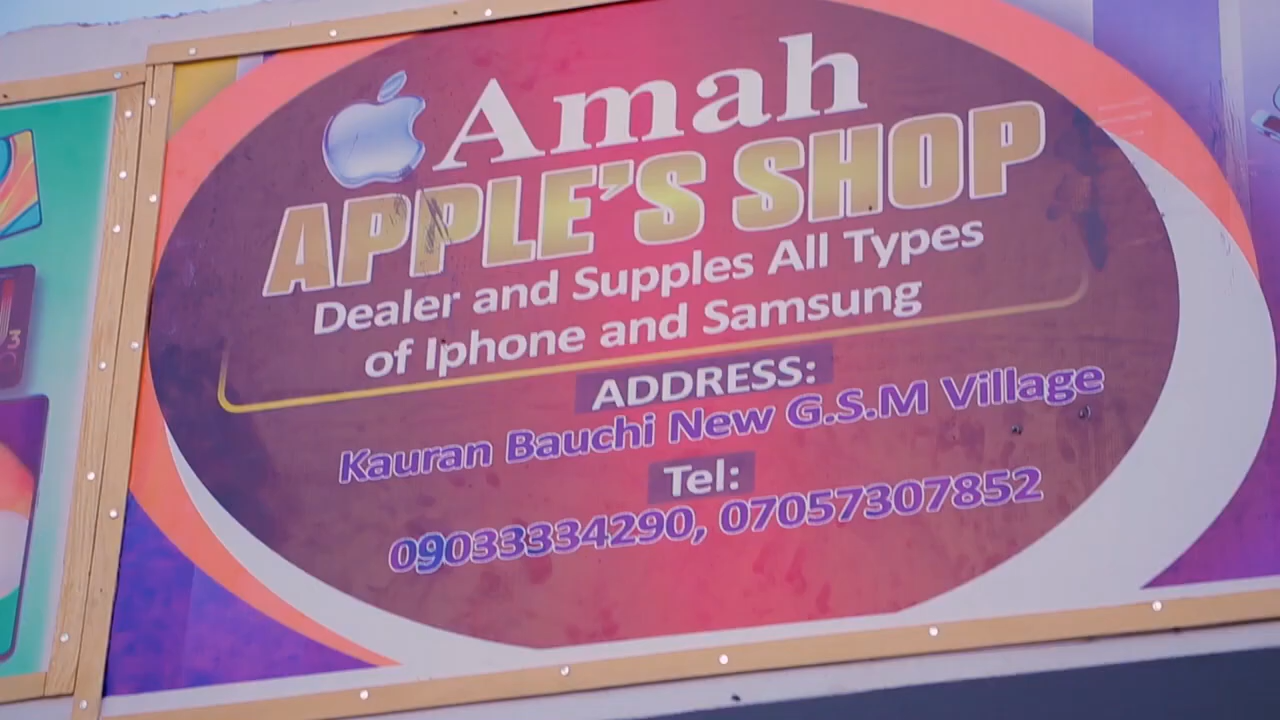 Amah
APPLE'S SHOP
Dealer and Supples All Types
of Iphone and Samsung
ADDRESS:
Kauran Bauchi New G.S.M Village
Tel:
09033334290, 07057307852
3